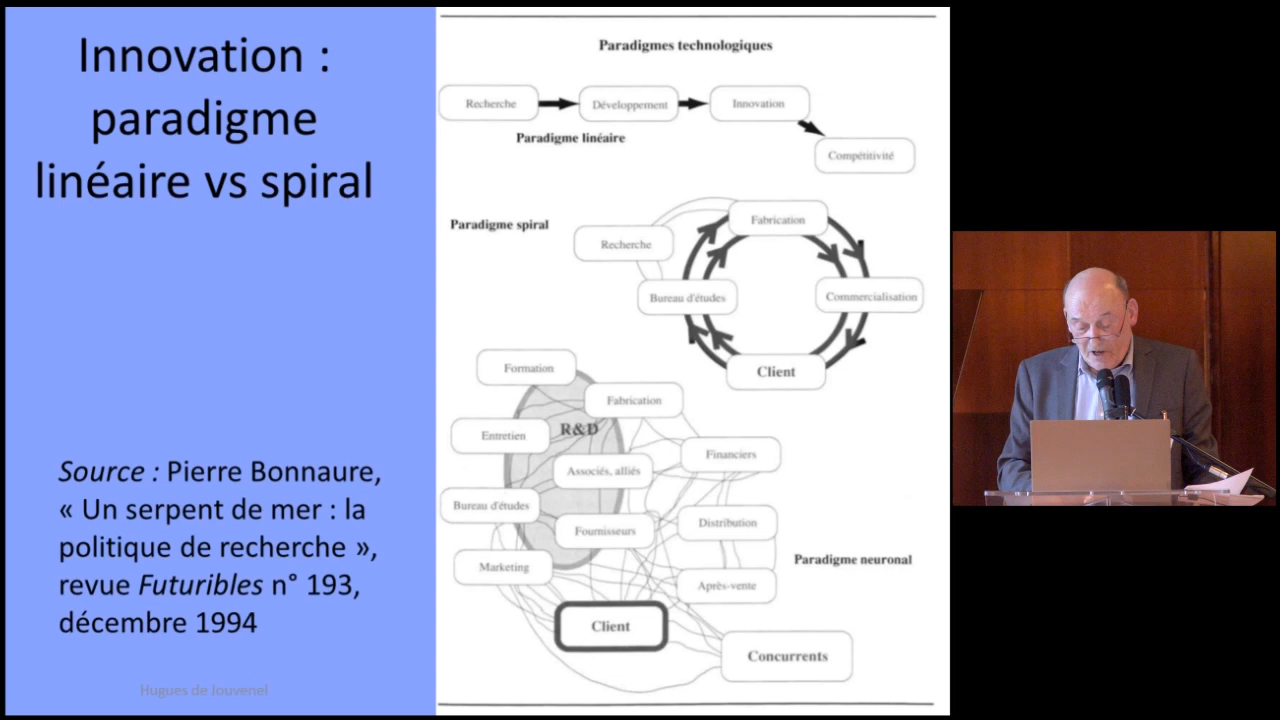 Innovation :
paradigme
linéaire vs spiral
Source : Pierre Bonnaure,
« Un serpent de mer : la
politique de recherche »,
revue Futuribles n° 193,
décembre 1994
Hugues de Jouvenel
Paradigmes technologiques
Recherche
Développement
Innovation
Paradigme linéaire
Compétitivité
Paradigme spiral
Fabrication
Recherche
Bureau d'études
Commercialisation
Client
Formation
Fabrication
R&D
Entretien
Financiers
Associés, alliés
Bureau d'études
Fournisseurs
Distribution
Paradigme neuronal
Marketing
Après-vente
Client
Concurrents